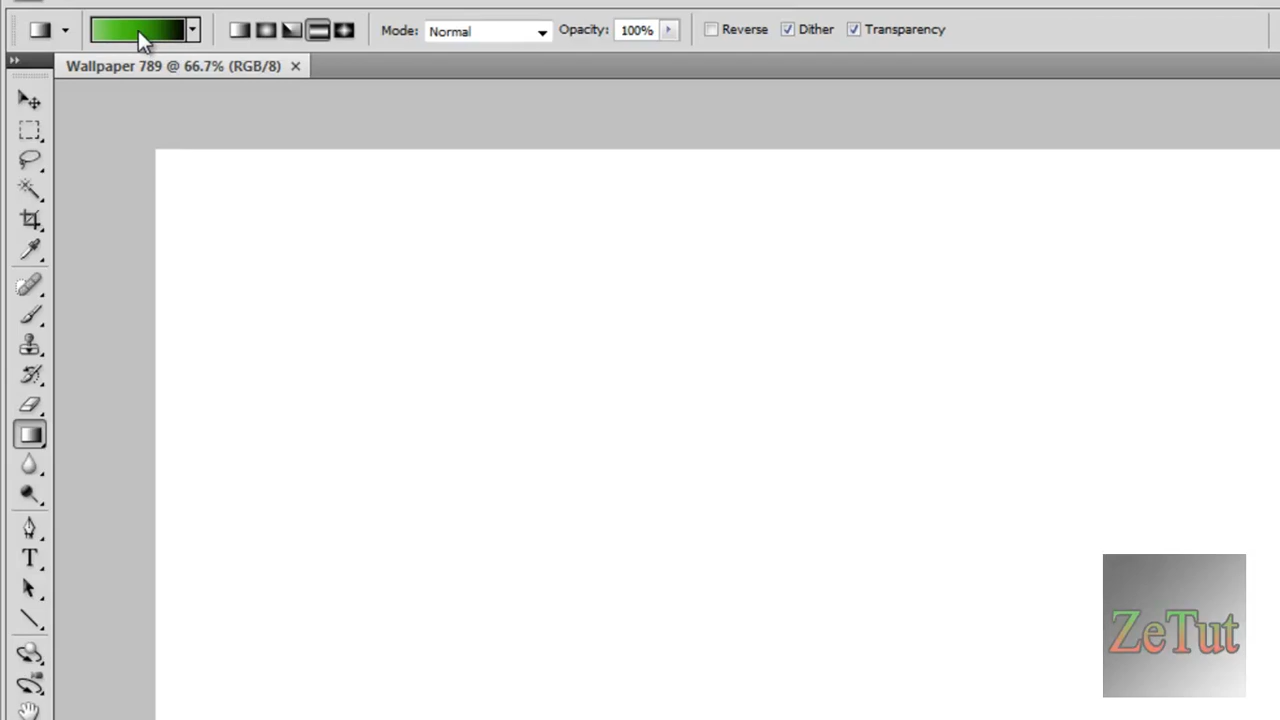 Mode: Normal Opacity: 100% Reverse Dither Transparency
Wallpaper 789 @ 66.7% (RGB/8)
T
ZeTut